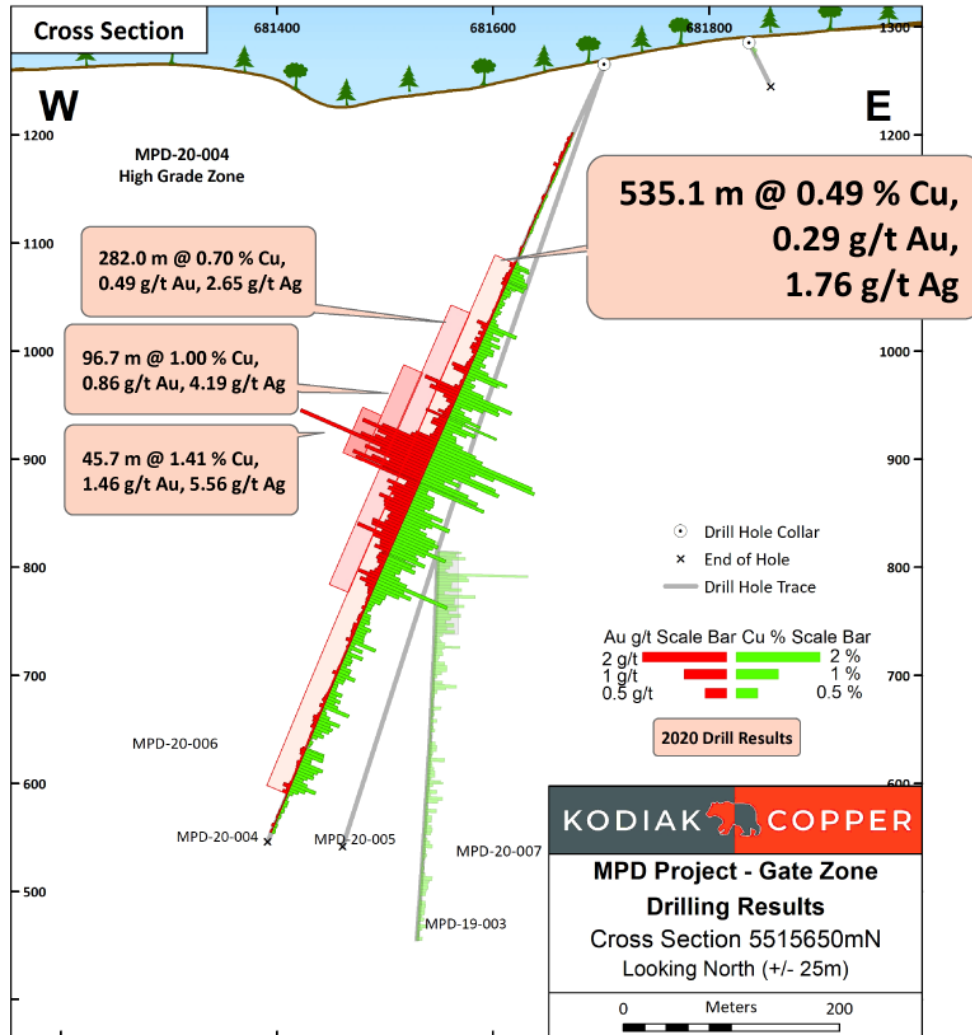 Cross Section
681400
681600
681800
1300
1300
W
E
1200
1200
MPD-20-004
High Grade Zone
535.1 m @ 0.49 % Cu,
0.29 g/t Au,
1.76 g/t Ag
1100
1100
282.0 m @ 0.70 % Cu,
0.49 g/t Au, 2.65 g/t Ag
1000
1000
96.7 m @ 1.00 % Cu,
0.86 g/t Au, 4.19 g/t Ag
900
900
45.7 m @ 1.41 % Cu,
1.46 g/t Au, 5.56 g/t Ag
Drill Hole Collar
End of Hole
Drill Hole Trace
800
800
Au g/t Scale Bar Cu % Scale Bar
2 g/t 2 %
1 g/t 1 %
0.5 g/t 0.5 %
700
700
2020 Drill Results
MPD-20-006
600
600
MPD-20-004
MPD-20-005
MPD-20-007
500
MPD-19-003
KODIAK COPPER
MPD Project - Gate Zone
Drilling Results
Cross Section 5515650mN
Looking North (+/- 25m)
0 Meters 200